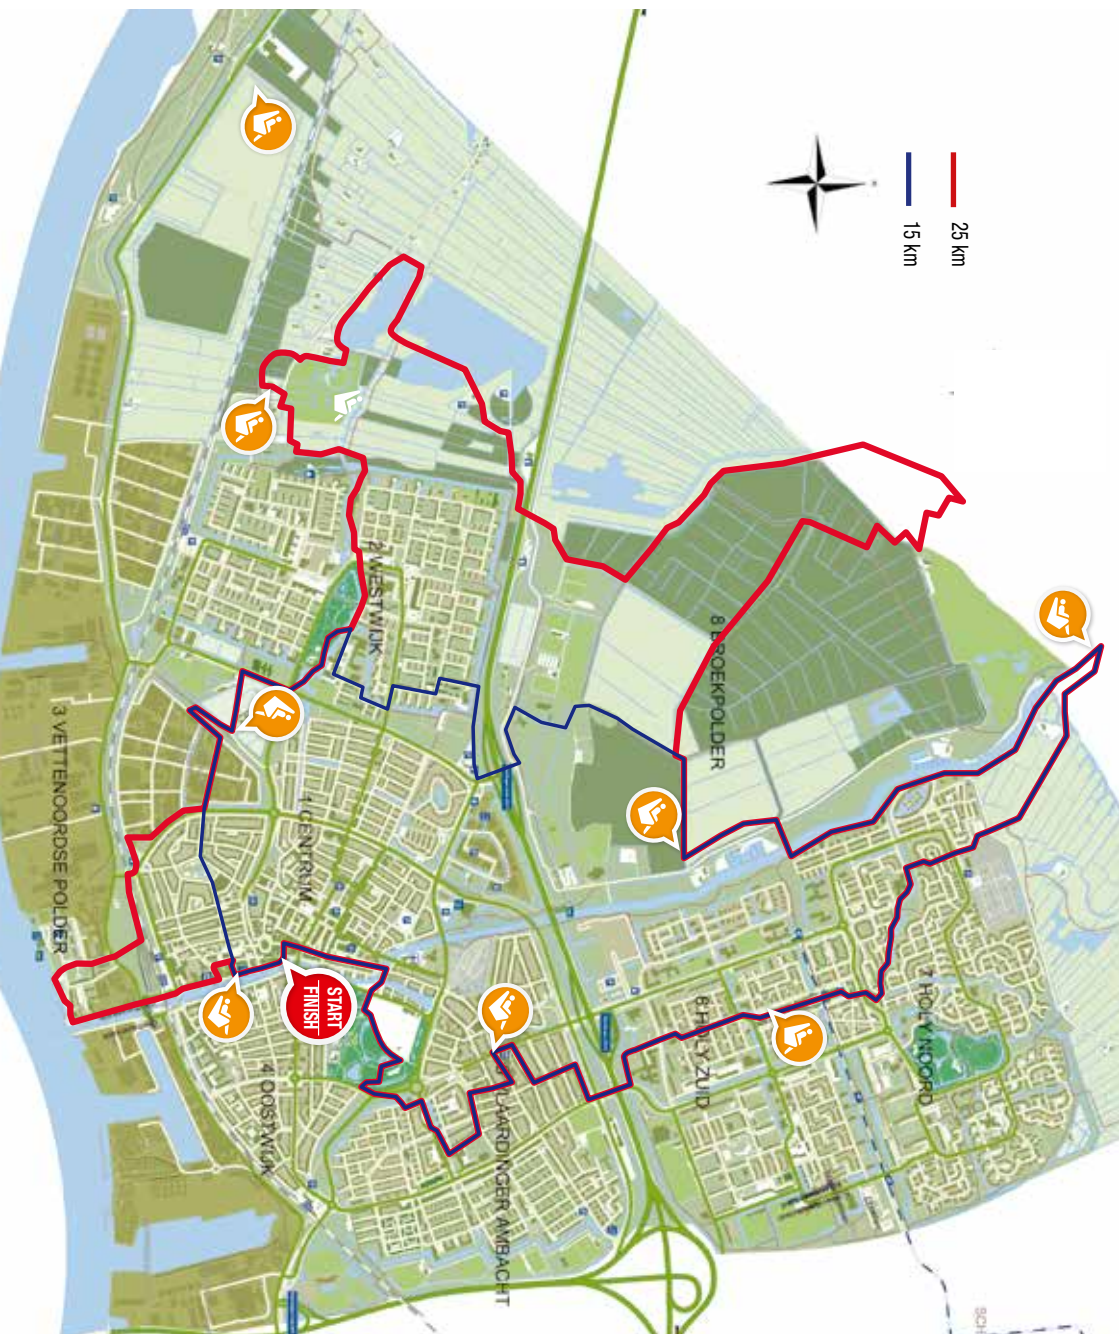 25 km
15 km
8 BROEKPOLDER
2 WESTWIJK
7 HOLY NOORD
6 HOLY ZUID
1 CENTRUM
3 VETTENOORDSE POLDER
START
FINISH
4 OOSTWIJK
VLAARDINGER AMBACHT
SCH